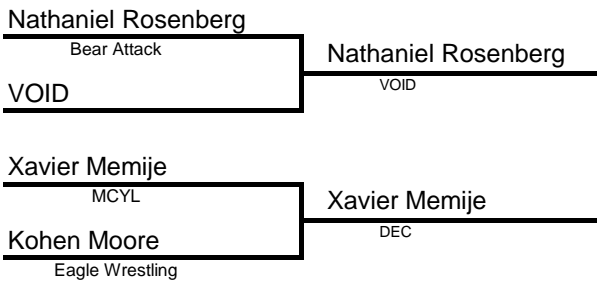 Nathaniel Rosenberg
Bear Attack
Nathaniel Rosenberg
VOID
VOID
Xavier Memije
MCYL
Xavier Memije
DEC
Kohen Moore
Eagle Wrestling